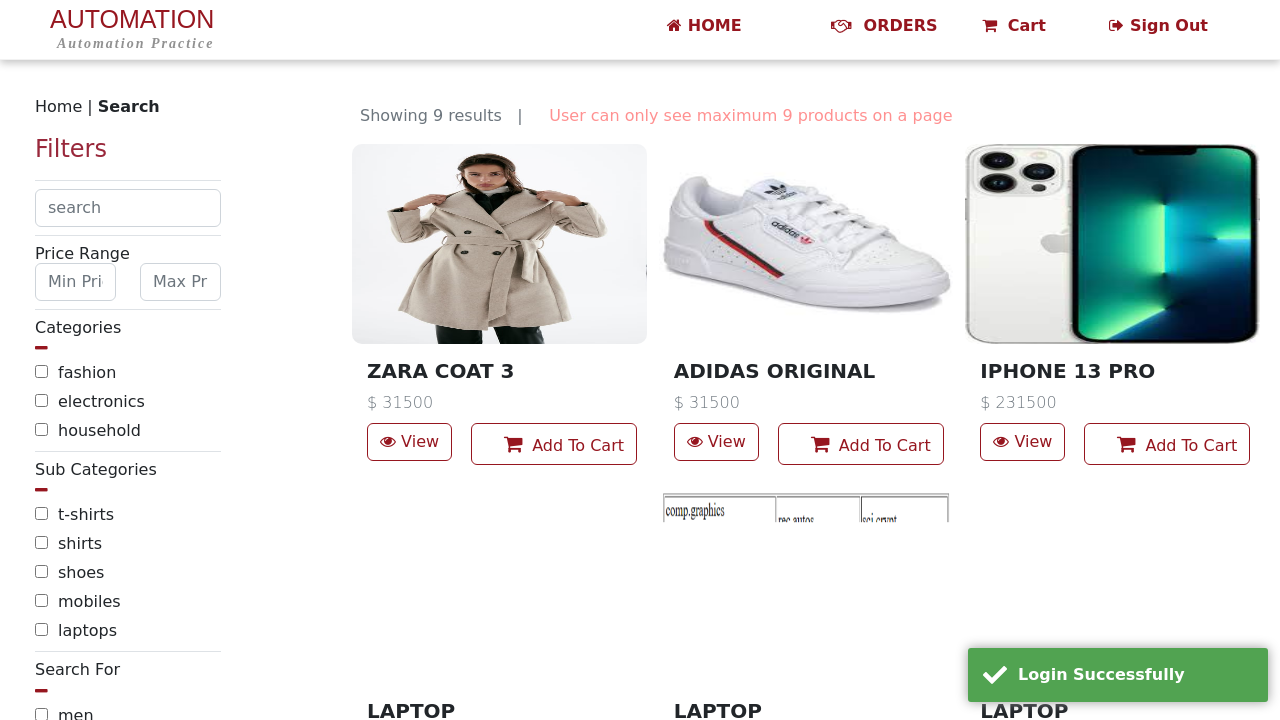 AUTOMATION
Automation Practice
HOME
ORDERS
Cart
Sign Out
Home | Search
Filters
search
Price Range
Min Pri
Max Pr
Categories
fashion
electronics
household
Sub Categories
t-shirts
shirts
shoes
mobiles
laptops
Search For
men
Showing 9 results |
User can only see maximum 9 products on a page
adidas
ZARA COAT 3
$ 31500
View
Add To Cart
ADIDAS ORIGINAL
$ 31500
View
Add To Cart
IPHONE 13 PRO
$ 231500
View
Add To Cart
comp.graphics
rec.autos
sci.crypt
LAPTOP
LAPTOP
LAPTOP
Login Successfully